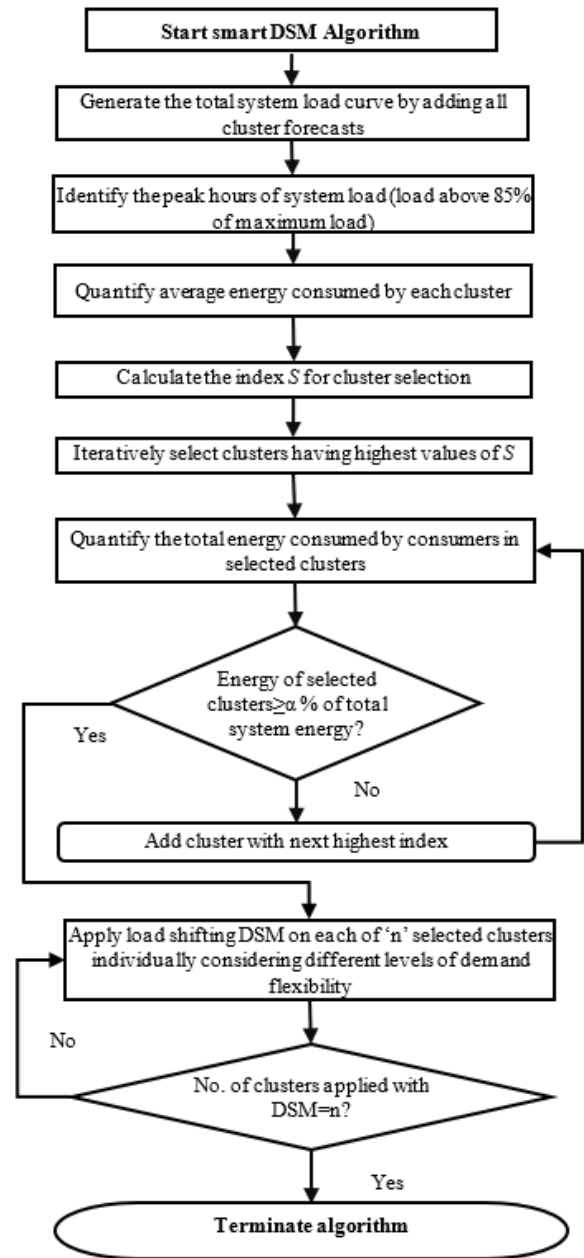 Start smart DSM Algorithm
Generate the total system load curve by adding all
cluster forecasts
Identify the peak hours of system load (load above 85%
of maximum load)
Quantify average energy consumed by each cluster
Calculate the index S for cluster selection
Iteratively select clusters having highest values of S
Quantify the total energy consumed by consumers in
selected clusters
Energy of selected
clusters≥α % of total
system energy?
Yes
No
Add cluster with next highest index
Apply load shifting DSM on each of ‘n’ selected clusters
individually considering different levels of demand
flexibility
No
No. of clusters applied with
DSM=n?
Yes
Terminate algorithm